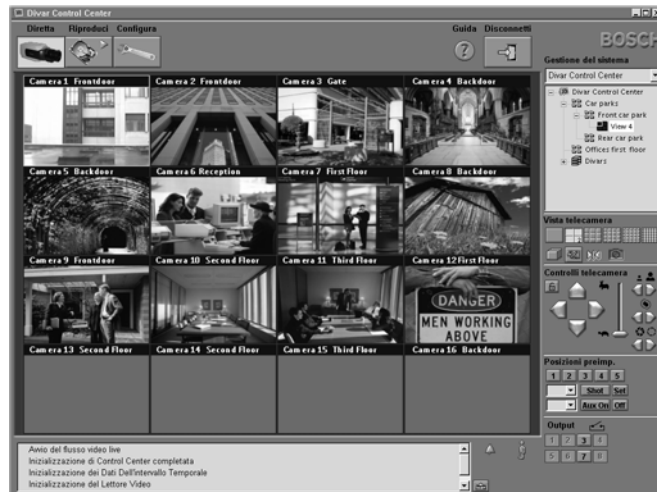 Divar Control Center
Diretta Riproduci Configura
Guida Disconnetti
BOSCH
Gestione del sistema
Divar Control Center
Divar Control Center
Car parks
Front car park
View 4
Rear car park
Offices first floor
Divars
Camera 1 Frontdoor
Camera 2 Frontdoor
Camera 3 Gate
Camera 4 Backdoor
Camera 5 Backdoor
Camera 6 Reception
Camera 7 First Floor
Camera 8 Backdoor
Camera 9 Frontdoor
Camera 10 Second Floor
Camera 11 Third Floor
Camera 12 First Floor
DANGER
MEN WORKING
ABOVE
Camera 13 Second Floor
Camera 14 Second Floor
Camera 15 Third Floor
Camera 16 Backdoor
Vista telecamera
Controlli telecamera
Posizioni preimp.
1 2 3 4 5
Shot Set
Aux On Off
Output
1 2 3 4
5 6 7 8
Avvio del flusso video live
Inizializzazione di Control Center completata
Inizializzazione dei Dati Dell'intervallo Temporale
Inizializzazione del Lettore Video